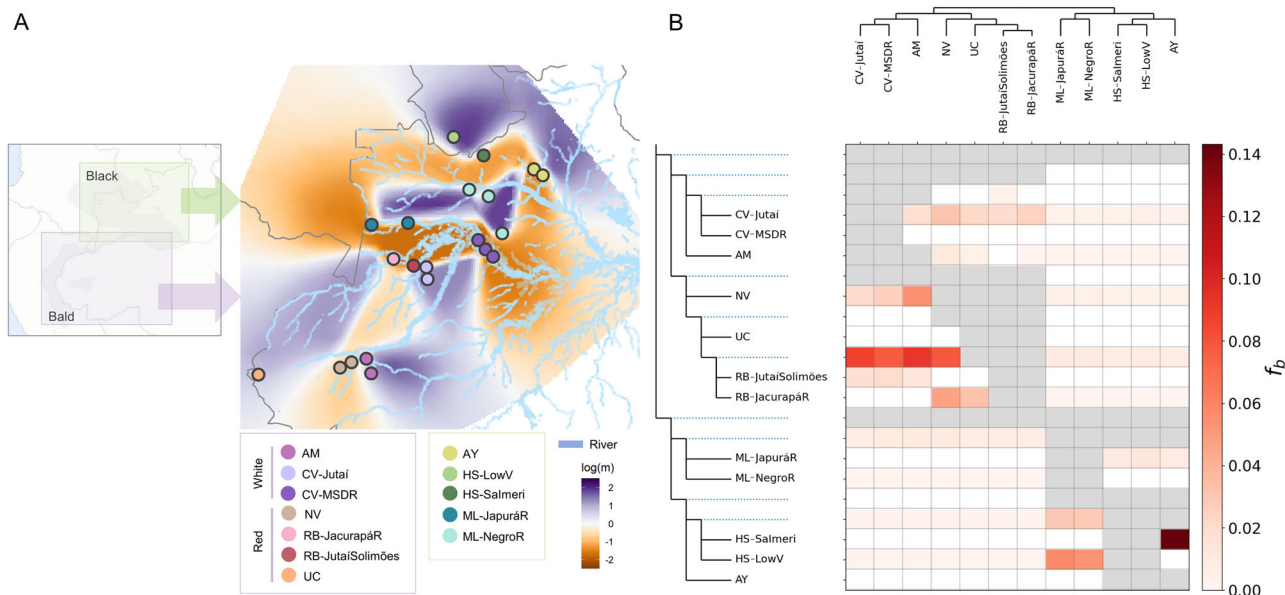 A
B
Black
Bald
White
Red
AM
CV-Jutaí
CV-MSDR
NV
RB-JacurapáR
RB-JutaíSolimões
UC
AY
HS-LowV
HS-Salmeri
ML-JapuráR
ML-NegroR
River
log(m)
2
1
0
-1
-2
CV-Jutaí
CV-MSDR
AM
NV
UC
RB-JutaíSolimões
RB-JacurapáR
ML-JapuráR
ML-NegroR
HS-Salmeri
HS-LowV
AY
CV-Jutaí
CV-MSDR
AM
NV
UC
RB-JutaíSolimões
RB-JacurapáR
ML-JapuráR
ML-NegroR
HS-Salmeri
HS-LowV
AY
0.14
0.12
0.10
0.08
0.06
0.04
0.02
0.00
f_b